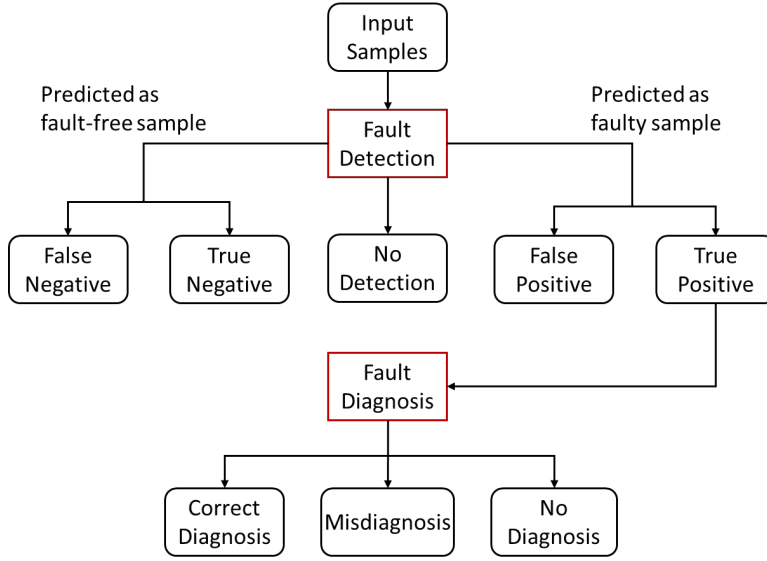 Input
Samples
Predicted as
fault-free sample
Predicted as
faulty sample
Fault
Detection
False
Negative
True
Negative
No
Detection
False
Positive
True
Positive
Fault
Diagnosis
Correct
Diagnosis
Misdiagnosis
No
Diagnosis